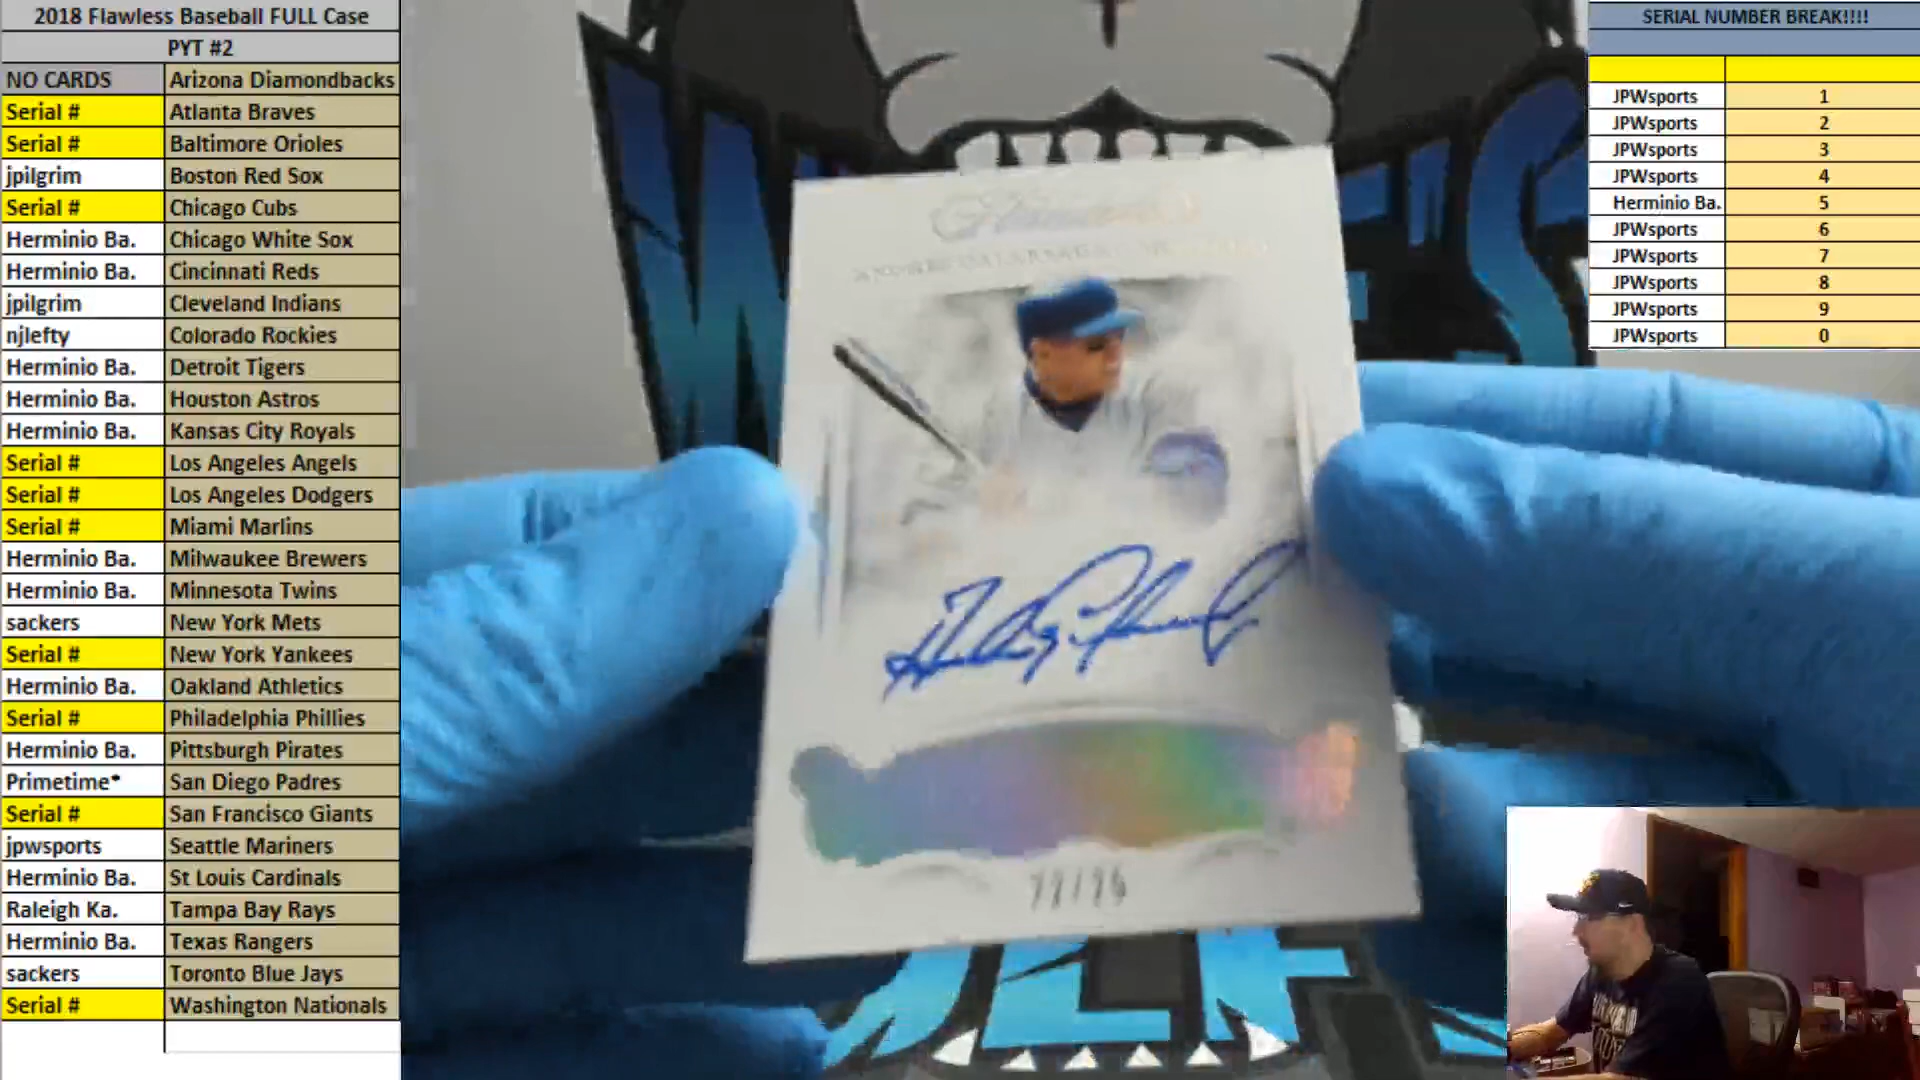 2018 Flawless Baseball FULL Case
PYT #2
NO CARDS Arizona Diamondbacks
Serial # Atlanta Braves
Serial # Baltimore Orioles
jpilgrim Boston Red Sox
Serial # Chicago Cubs
Herminio Ba. Chicago White Sox
Herminio Ba. Cincinnati Reds
jpilgrim Cleveland Indians
njlefty Colorado Rockies
Herminio Ba. Detroit Tigers
Herminio Ba. Houston Astros
Herminio Ba. Kansas City Royals
Serial # Los Angeles Angels
Serial # Los Angeles Dodgers
Serial # Miami Marlins
Herminio Ba. Milwaukee Brewers
Herminio Ba. Minnesota Twins
sackers New York Mets
Serial # New York Yankees
Herminio Ba. Oakland Athletics
Serial # Philadelphia Phillies
Herminio Ba. Pittsburgh Pirates
Primetime* San Diego Padres
Serial # San Francisco Giants
jpwsports Seattle Mariners
Herminio Ba. St Louis Cardinals
Raleigh Ka. Tampa Bay Rays
Herminio Ba. Texas Rangers
sackers Toronto Blue Jays
Serial # Washington Nationals
SERIAL NUMBER BREAK!!!!
JPWsports 1
JPWsports 2
JPWsports 3
JPWsports 4
Herminio Ba. 5
JPWsports 6
JPWsports 7
JPWsports 8
JPWsports 9
JPWsports 0